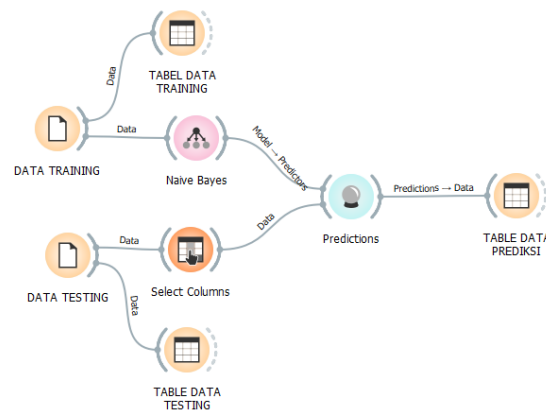 TABEL DATA
TRAINING
Data
Data
DATA TRAINING
Naive Bayes
Model → Predictors
Predictions → Data
Predictions
TABLE DATA
PREDIKSI
Data
Data
DATA TESTING
Select Columns
Data
TABLE DATA
TESTING